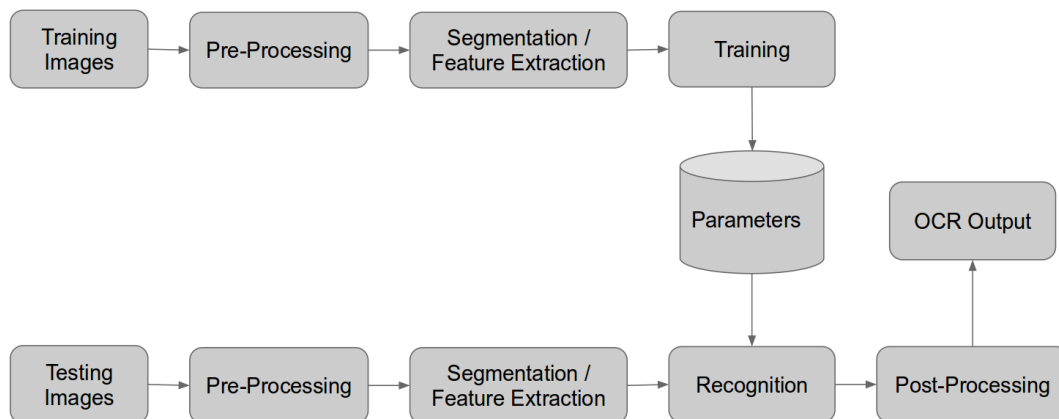 Training
Images
Pre-Processing
Segmentation /
Feature Extraction
Training
Parameters
OCR Output
Testing
Images
Pre-Processing
Segmentation /
Feature Extraction
Recognition
Post-Processing